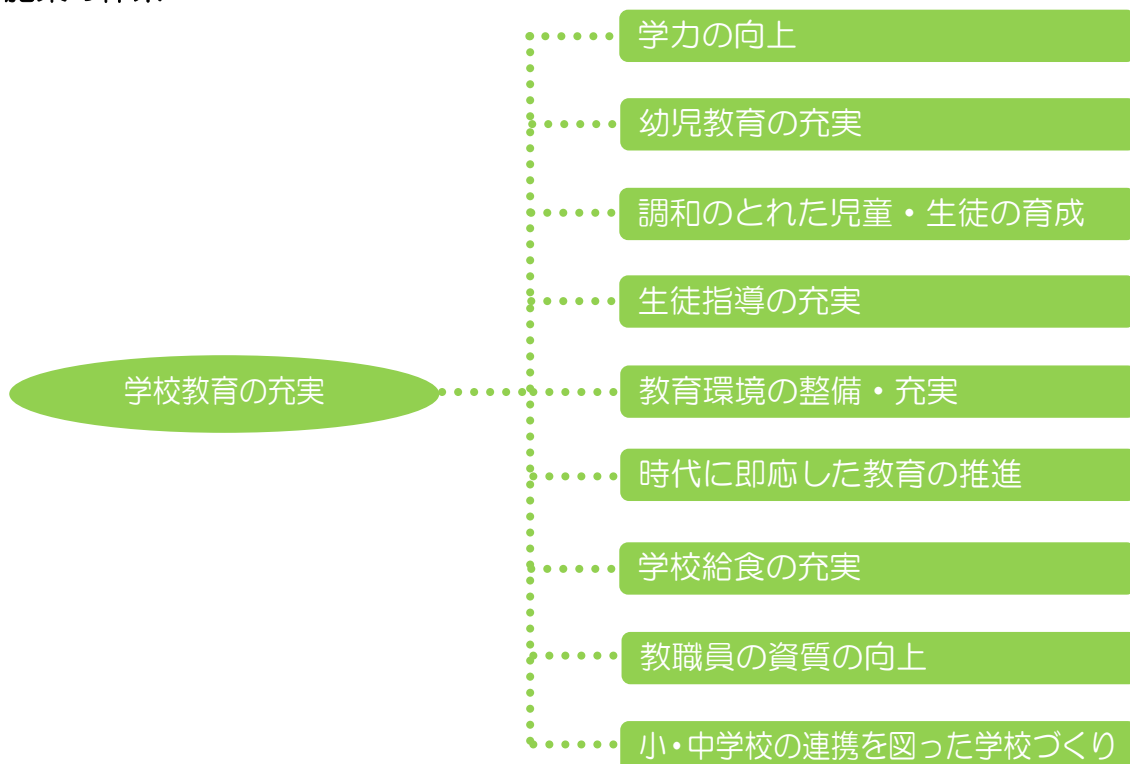 学力の向上
幼児教育の充実
調和のとれた児童・生徒の育成
生徒指導の充実
学校教育の充実
教育環境の整備・充実
時代に即応した教育の推進
学校給食の充実
教職員の資質の向上
小・中学校の連携を図った学校づくり